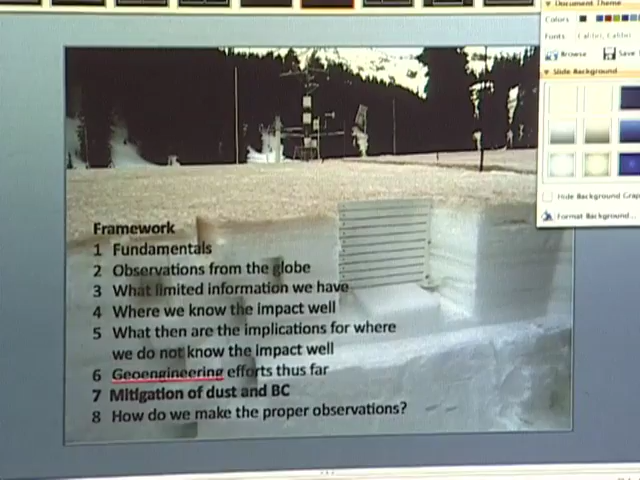 Document Theme
Colors
Fonts
Browse
Save
Slide Background
Hide Background Grap
Format Background...
Framework
1 Fundamentals
2 Observations from the globe
3 What limited information we have
4 Where we know the impact well
5 What then are the implications for where
we do not know the impact well
6 Geoengineering efforts thus far
7 Mitigation of dust and BC
8 How do we make the proper observations?